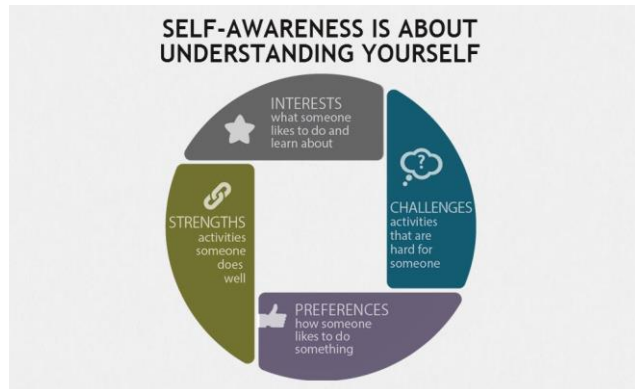 SELF-AWARENESS IS ABOUT
UNDERSTANDING YOURSELF
INTERESTS
what someone
likes to do and
learn about
?
CHALLENGES
activities
that are
hard for
someone
STRENGTHS
activities
someone
does
well
PREFERENCES
how someone
likes to do
something